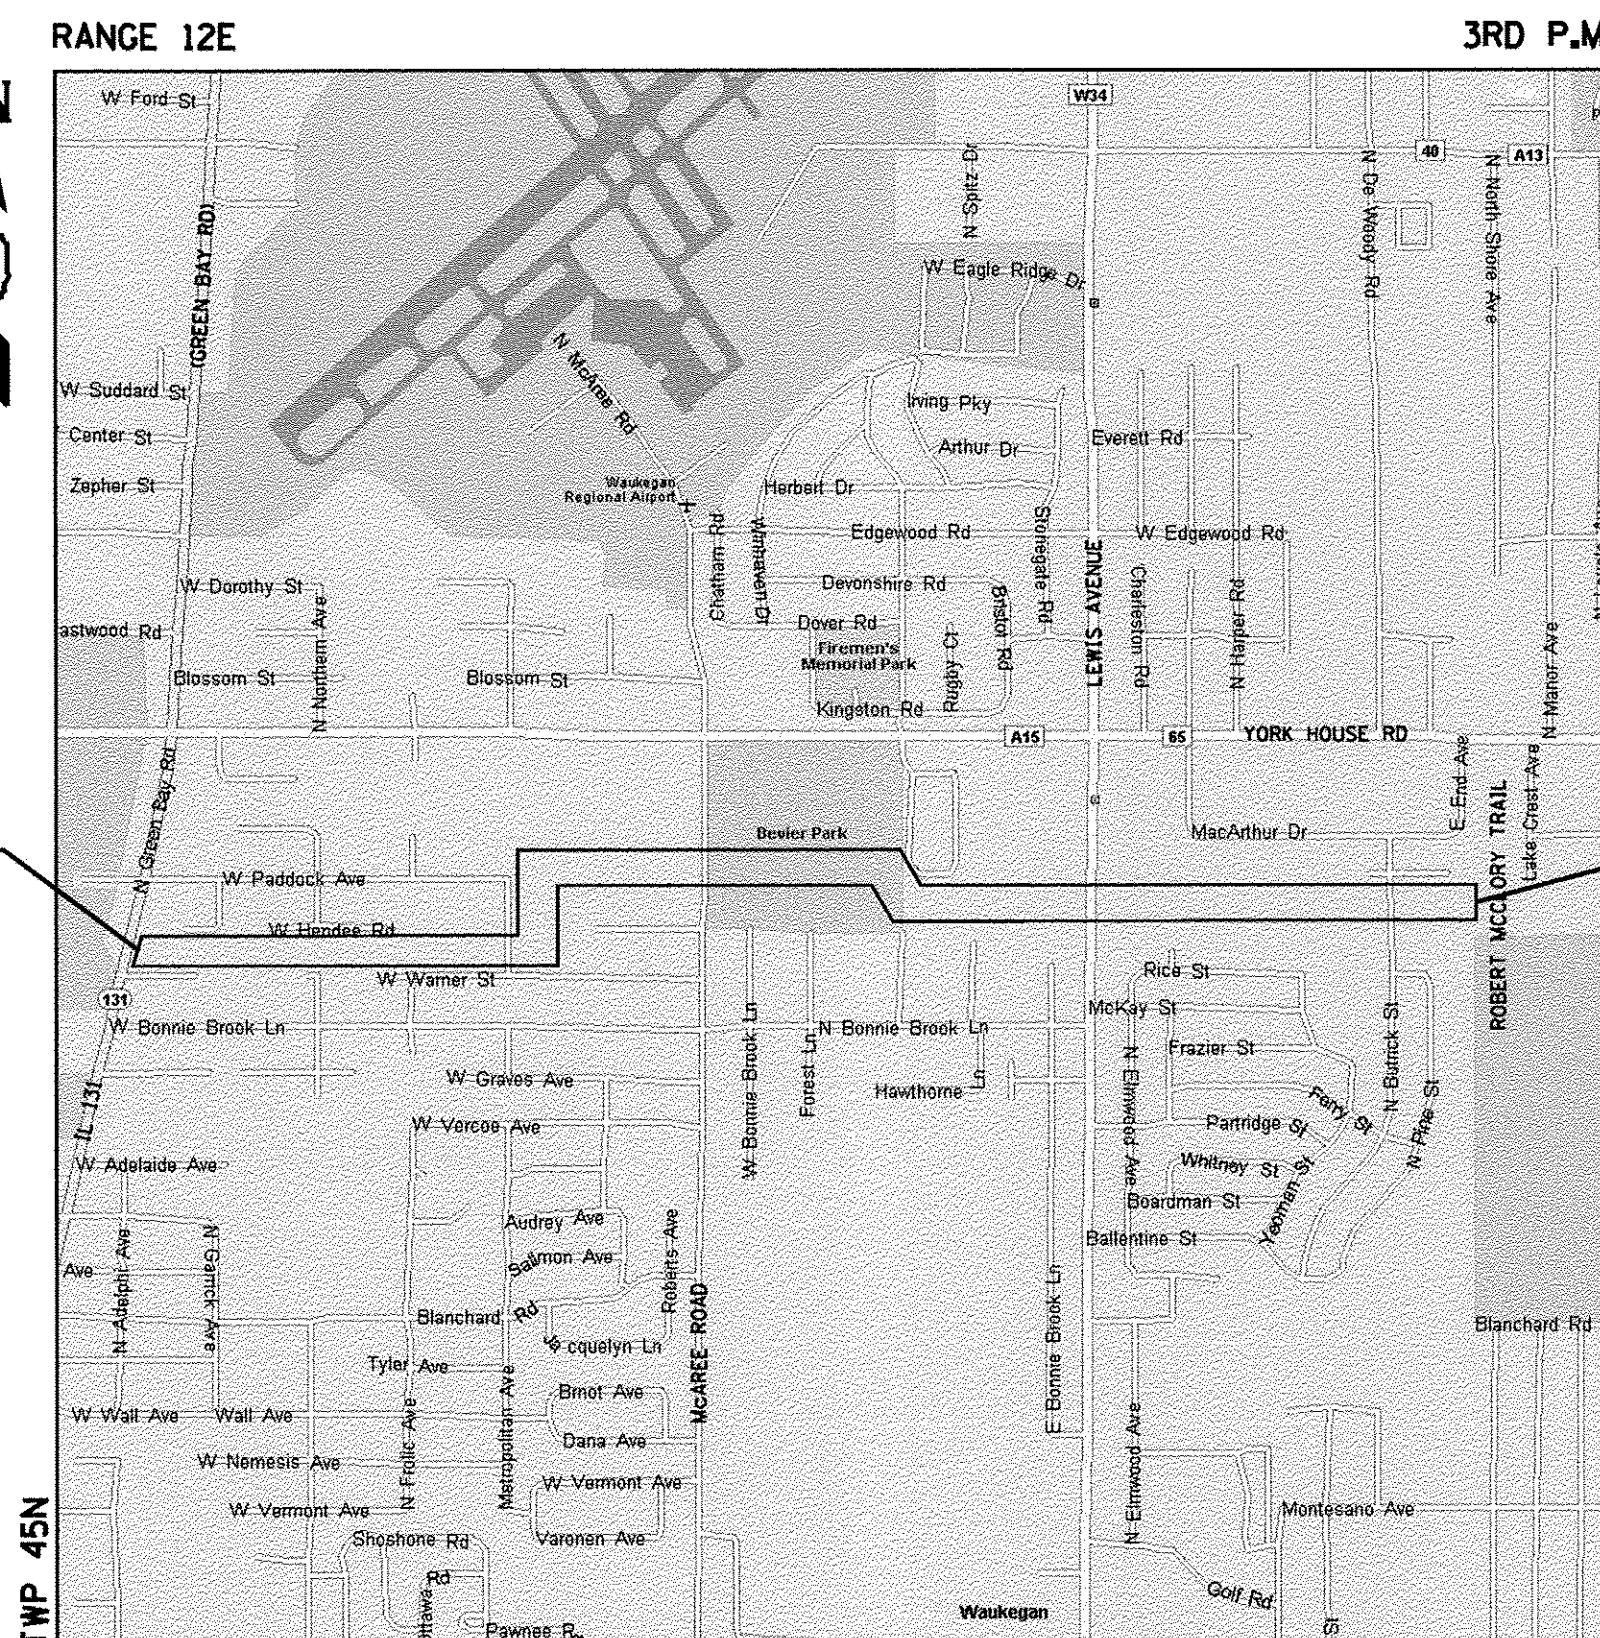 RANGE 12E
3RD P.M
W Ford St
W34
40
A13
N Spitz Dr
N De Woody Rd
N North Shore Ave
(GREEN BAY RD)
W Eagle Ridge Dr
N McAree Rd
W Suddard St
Center St
Zepher St
Irving Pky
Arthur Dr
Everett Rd
Herbert Dr
Waukegan
Regional Airport
Edgewood Rd
W Edgewood Rd
Chatham Rd
Winhaven Dr
Stonegate Rd
LEWIS AVENUE
Charleston Rd
N Harper Rd
W Dorothy St
N Northern Ave
Devonshire Rd
Bristol Rd
astwood Rd
Dover Rd
Firemen's
Memorial Park
Rugby Ct
Blossom St
Blossom St
Kingston Rd
N Manor Ave
A15
65
YORK HOUSE RD
N Green Bay Rd
E End Ave
Lake Crest Ave
ROBERT MCCLORY TRAIL
Bevier Park
MacArthur Dr
W Paddock Ave
W Hendee Rd
W Warner St
131
W Bonnie Brook Ln
N Bonnie Brook Ln
Rice St
McKay St
Frazier St
W Bonnie Brook Ln
Forest Ln
Hawthorne Ln
N Elmwood Ave
N Butrick St
N Pine St
W Graves Ave
IL 131
W Vercoe Ave
Ferry St
Partridge St
W Adelaide Ave
Whitney St
Boardman St
Yeoman St
Ballentine St
Audrey Ave
Salmon Ave
Roberts Ave
N Adelphi Ave
N Garrick Ave
Ave
Blanchard Rd
cquelyn Ln
McAREE ROAD
E Bonnie Brook Ln
Blanchard Rd
Tyler Ave
Brnot Ave
W Wall Ave
Wall Ave
N Frolic Ave
Metropolitan Ave
Dana Ave
N Elmwood Ave
W Nemesis Ave
W Vermont Ave
W Vermont Ave
Montesano Ave
Shoshone Rd
Varonen Ave
Rd
ttawa
Golf Rd
Waukegan
Pawnee R
TWP 45N